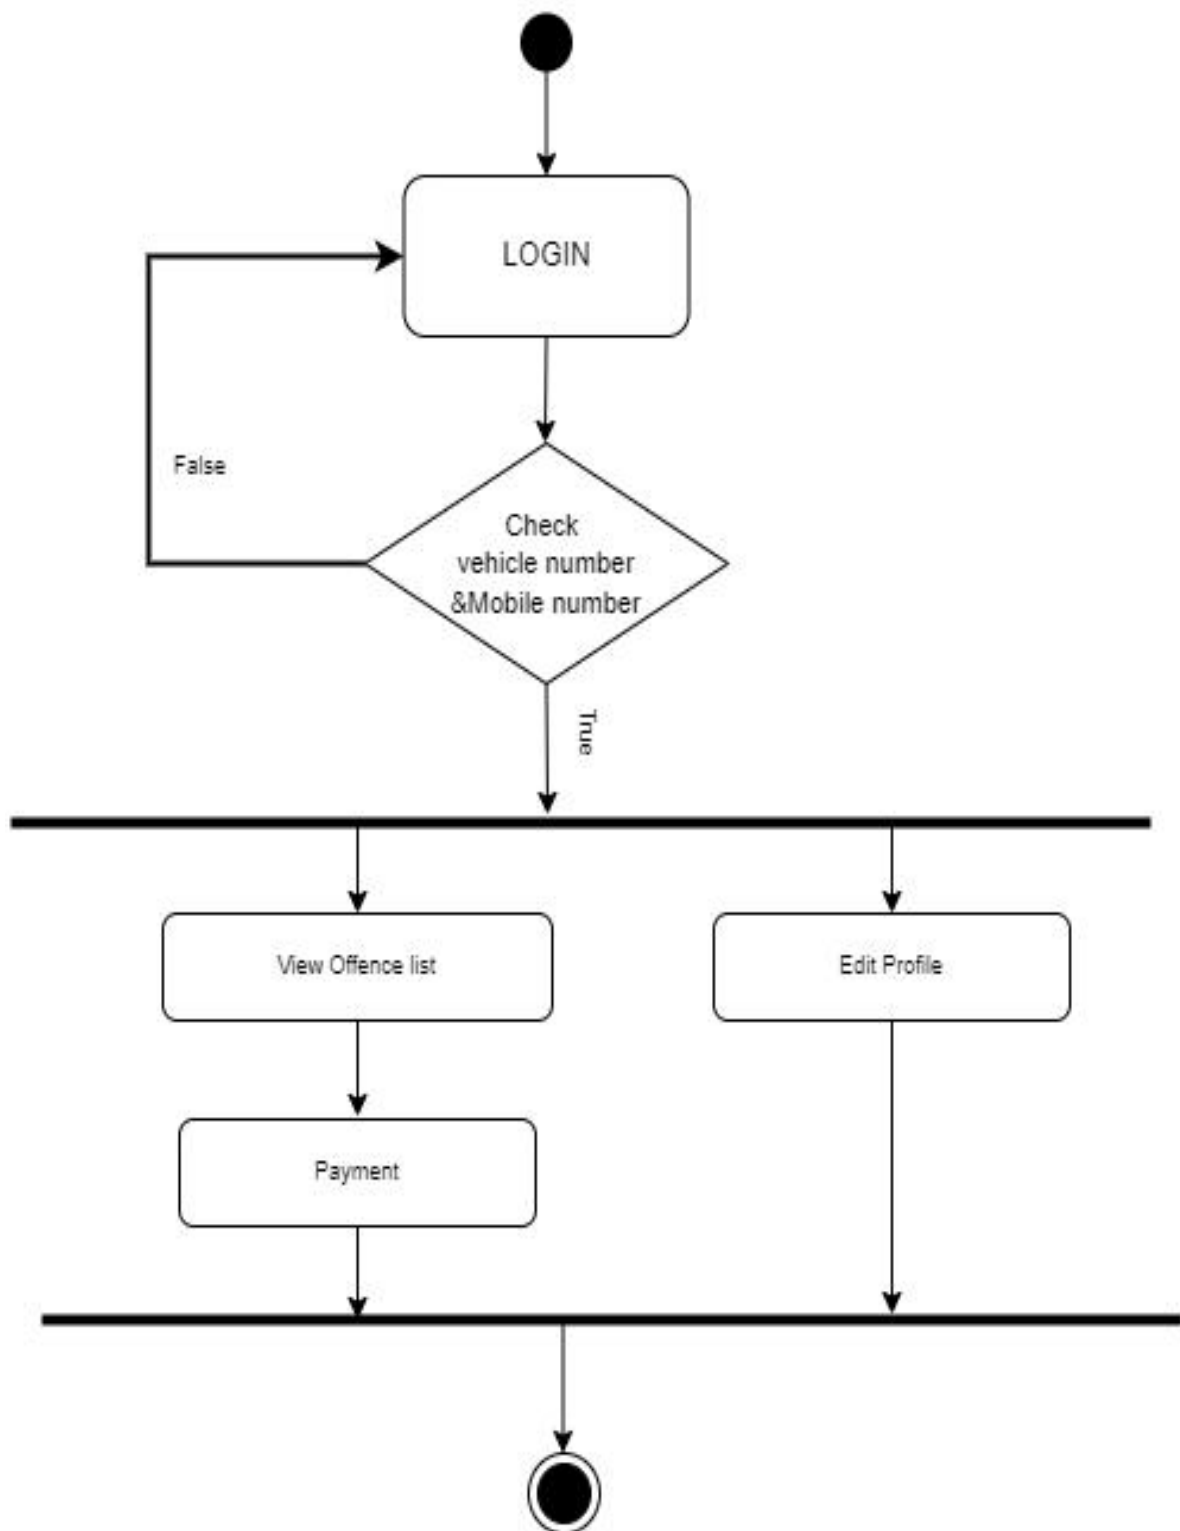 LOGIN
False
Check
vehicle number
&Mobile number
True
View Offence list
Edit Profile
Payment